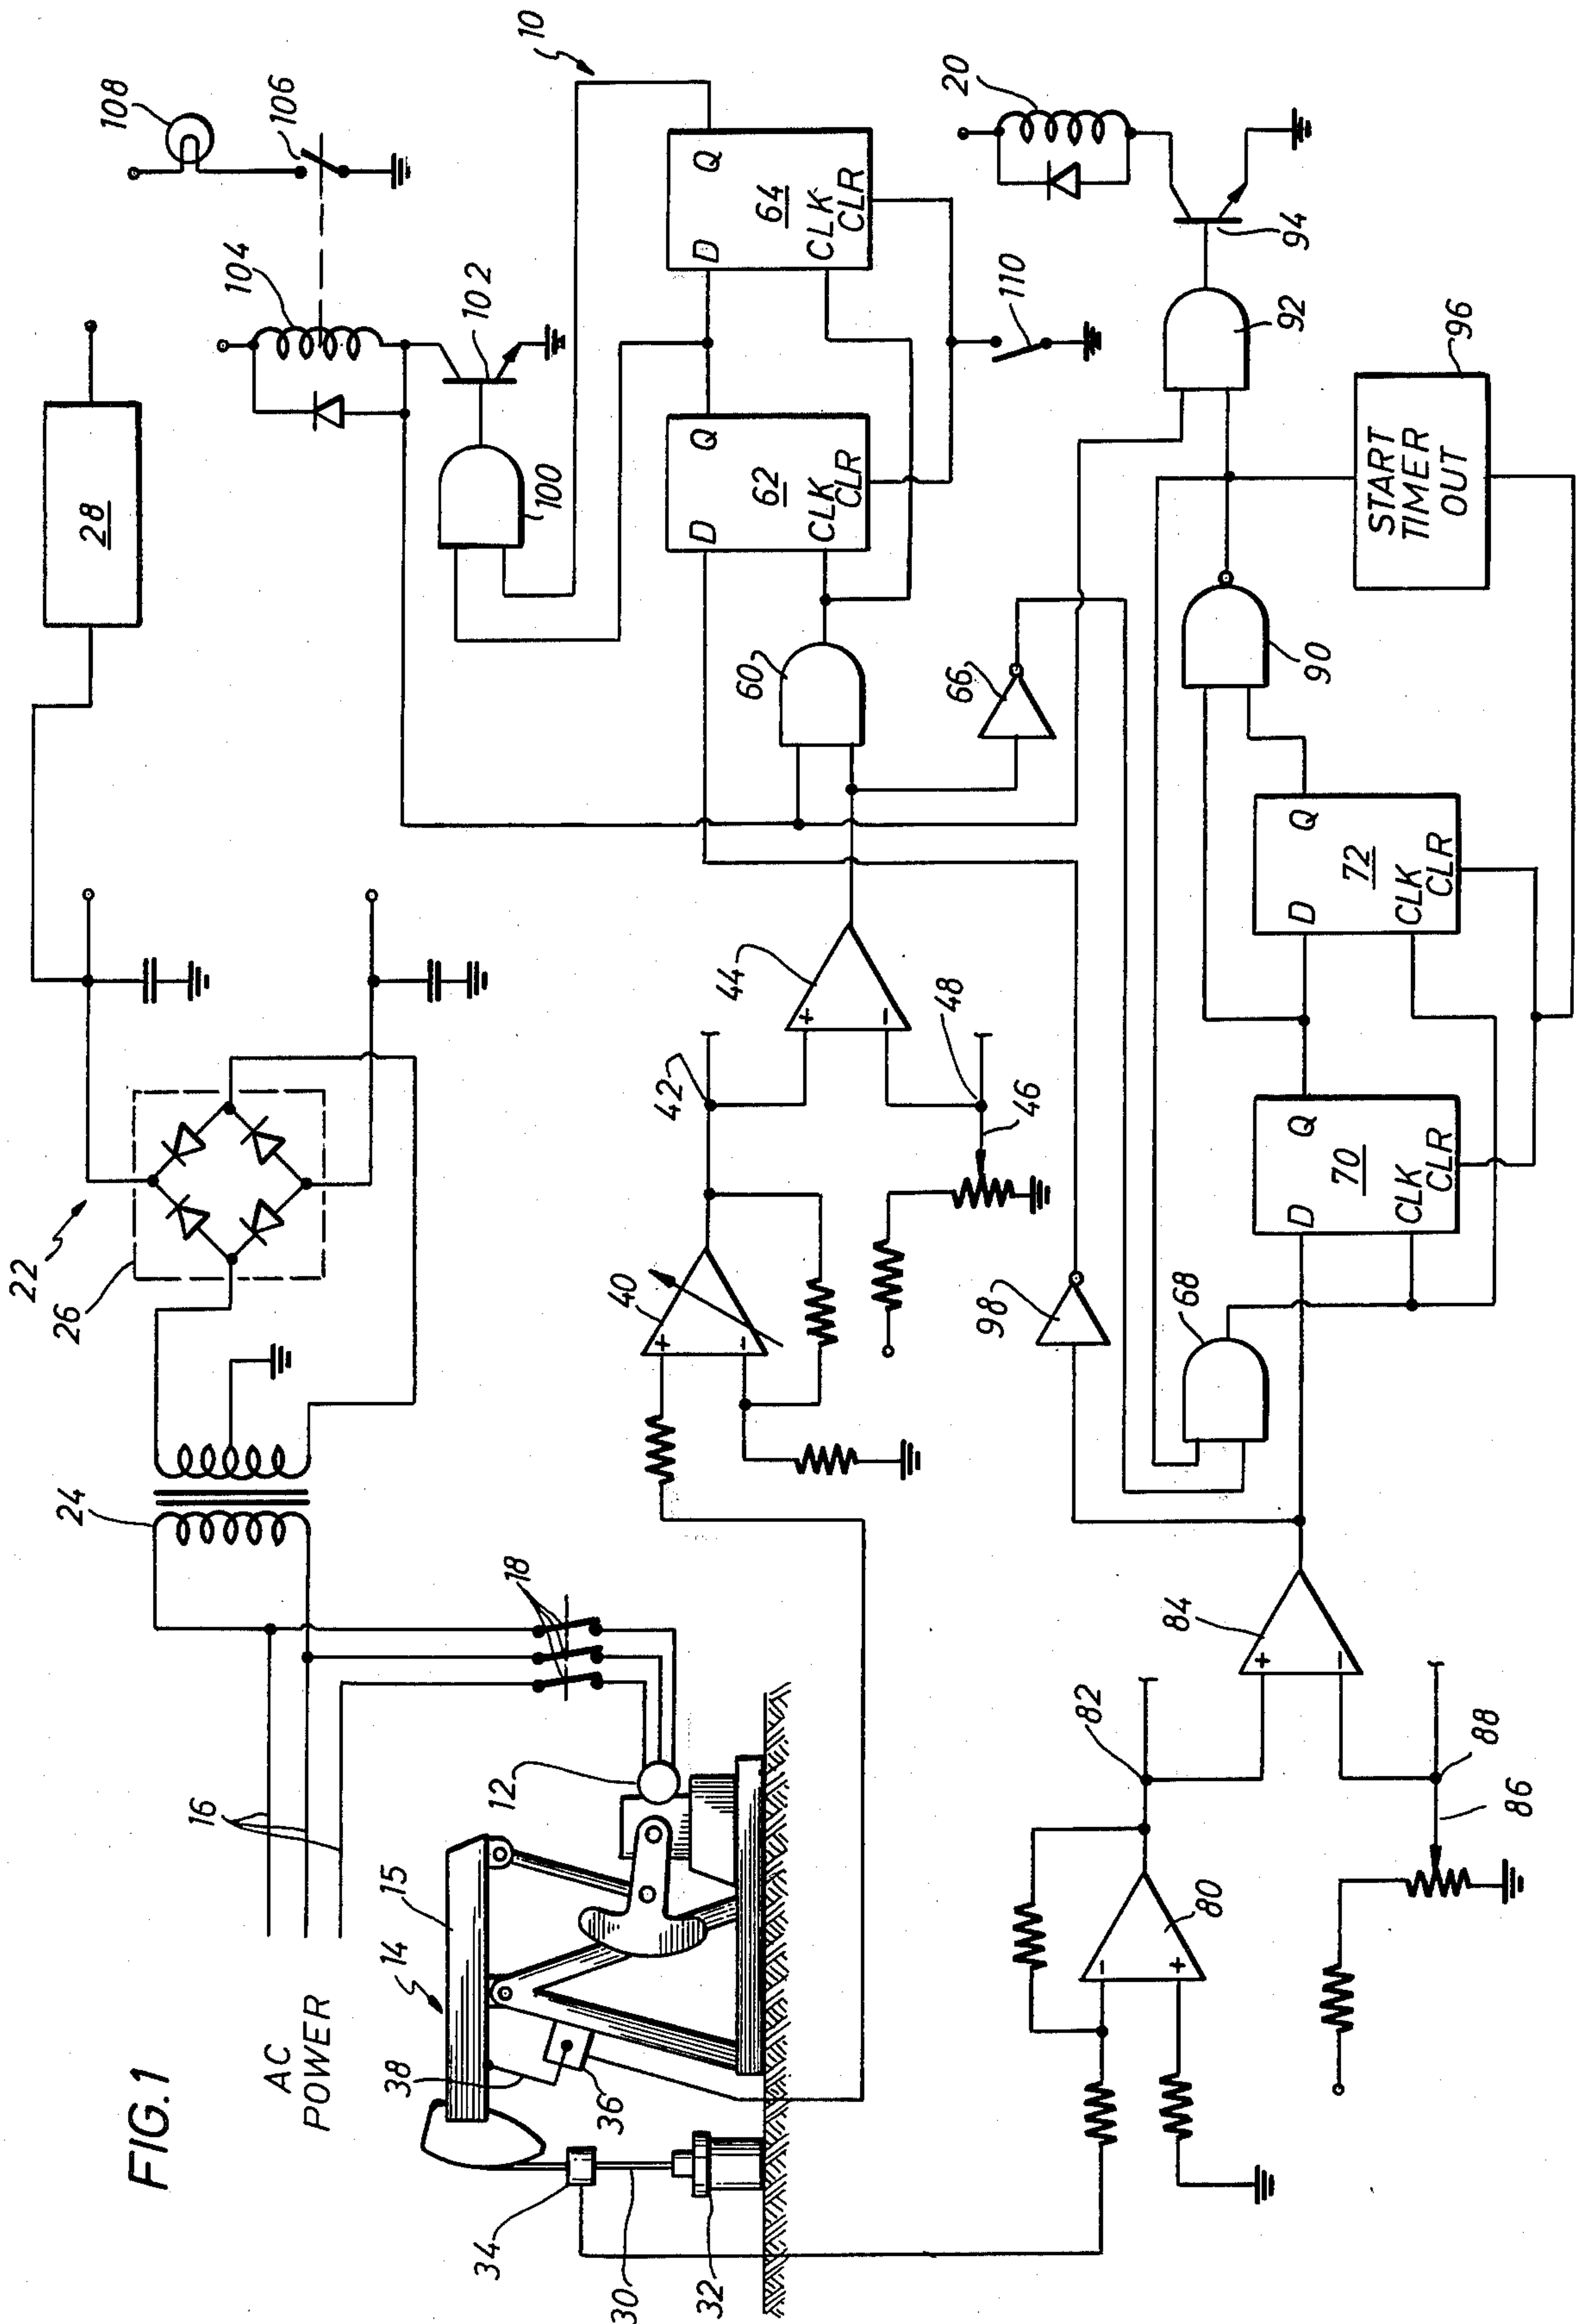 FIG.1
AC
POWER
16
18
24
22
26
28
10
108
106
104
102
100
15
14
38
36
12
34
30
32
40
42
44
48
46
60
D
Q
62
CLK
CLR
D
Q
64
CLK
CLR
110
66
20
94
92
98
68
90
D
Q
70
CLK
CLR
D
Q
72
CLK
CLR
START
TIMER
OUT
96
80
82
84
86
88
+
−
+
−
−
+
+
−